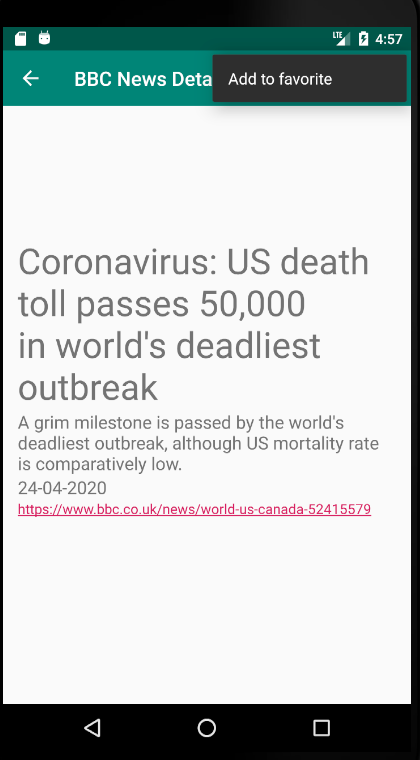 LTE 4:57
BBC News Deta
Add to favorite
Coronavirus: US death
toll passes 50,000
in world's deadliest
outbreak
A grim milestone is passed by the world's
deadliest outbreak, although US mortality rate
is comparatively low.
24-04-2020
https://www.bbc.co.uk/news/world-us-canada-52415579